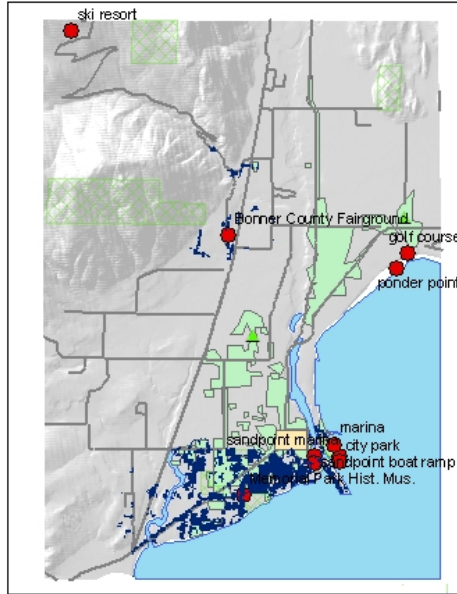 ski resort
Bonner County Fairground
golf course
ponder point
marina
sandpoint marina
city park
sandpoint boat ramp
Memorial Park Hist. Mus.